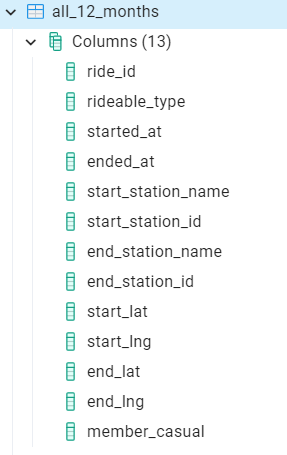 all_12_months
Columns (13)
ride_id
rideable_type
started_at
ended_at
start_station_name
start_station_id
end_station_name
end_station_id
start_lat
start_lng
end_lat
end_lng
member_casual